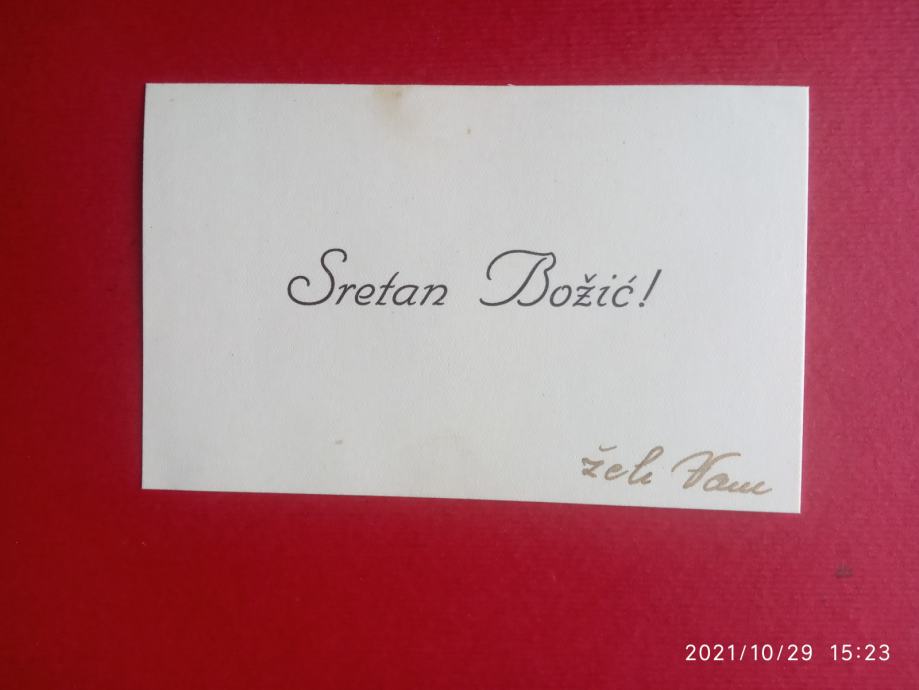 Sretan Božić!
želi Vam
2021/10/29 15:23